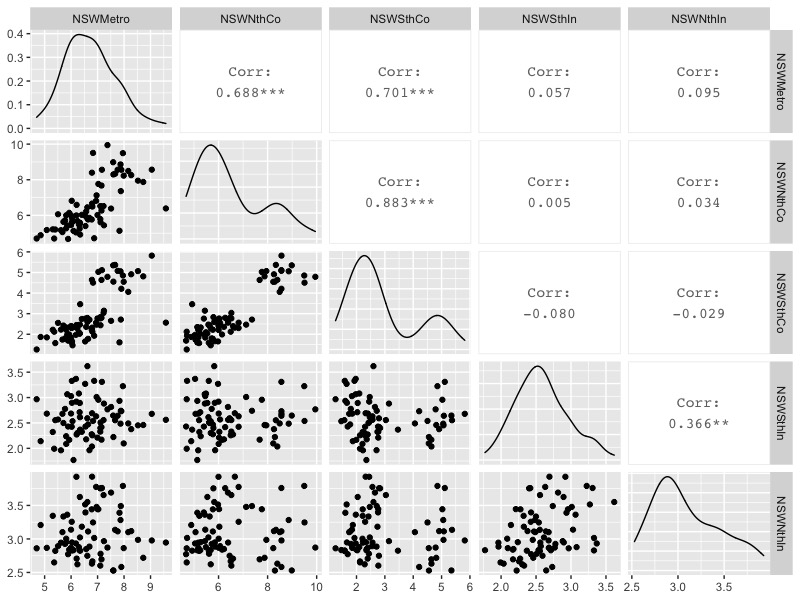 NSWMetro NSWNthCo NSWSthCo NSWSthIn NSWNthIn
0.4
0.3
0.2
0.1
0.0
Corr:
0.688***
Corr:
0.701***
Corr:
0.057
Corr:
0.095
NSWMetro
10
8
6
Corr:
0.883***
Corr:
0.005
Corr:
0.034
NSWNthCo
6
5
4
3
2
Corr:
-0.080
Corr:
-0.029
NSWSthCo
3.5
3.0
2.5
2.0
Corr:
0.366**
NSWSthIn
3.5
3.0
2.5
NSWNthIn
5 6 7 8 9 6 8 10 2 3 4 5 6 2.0 2.5 3.0 3.5 2.5 3.0 3.5